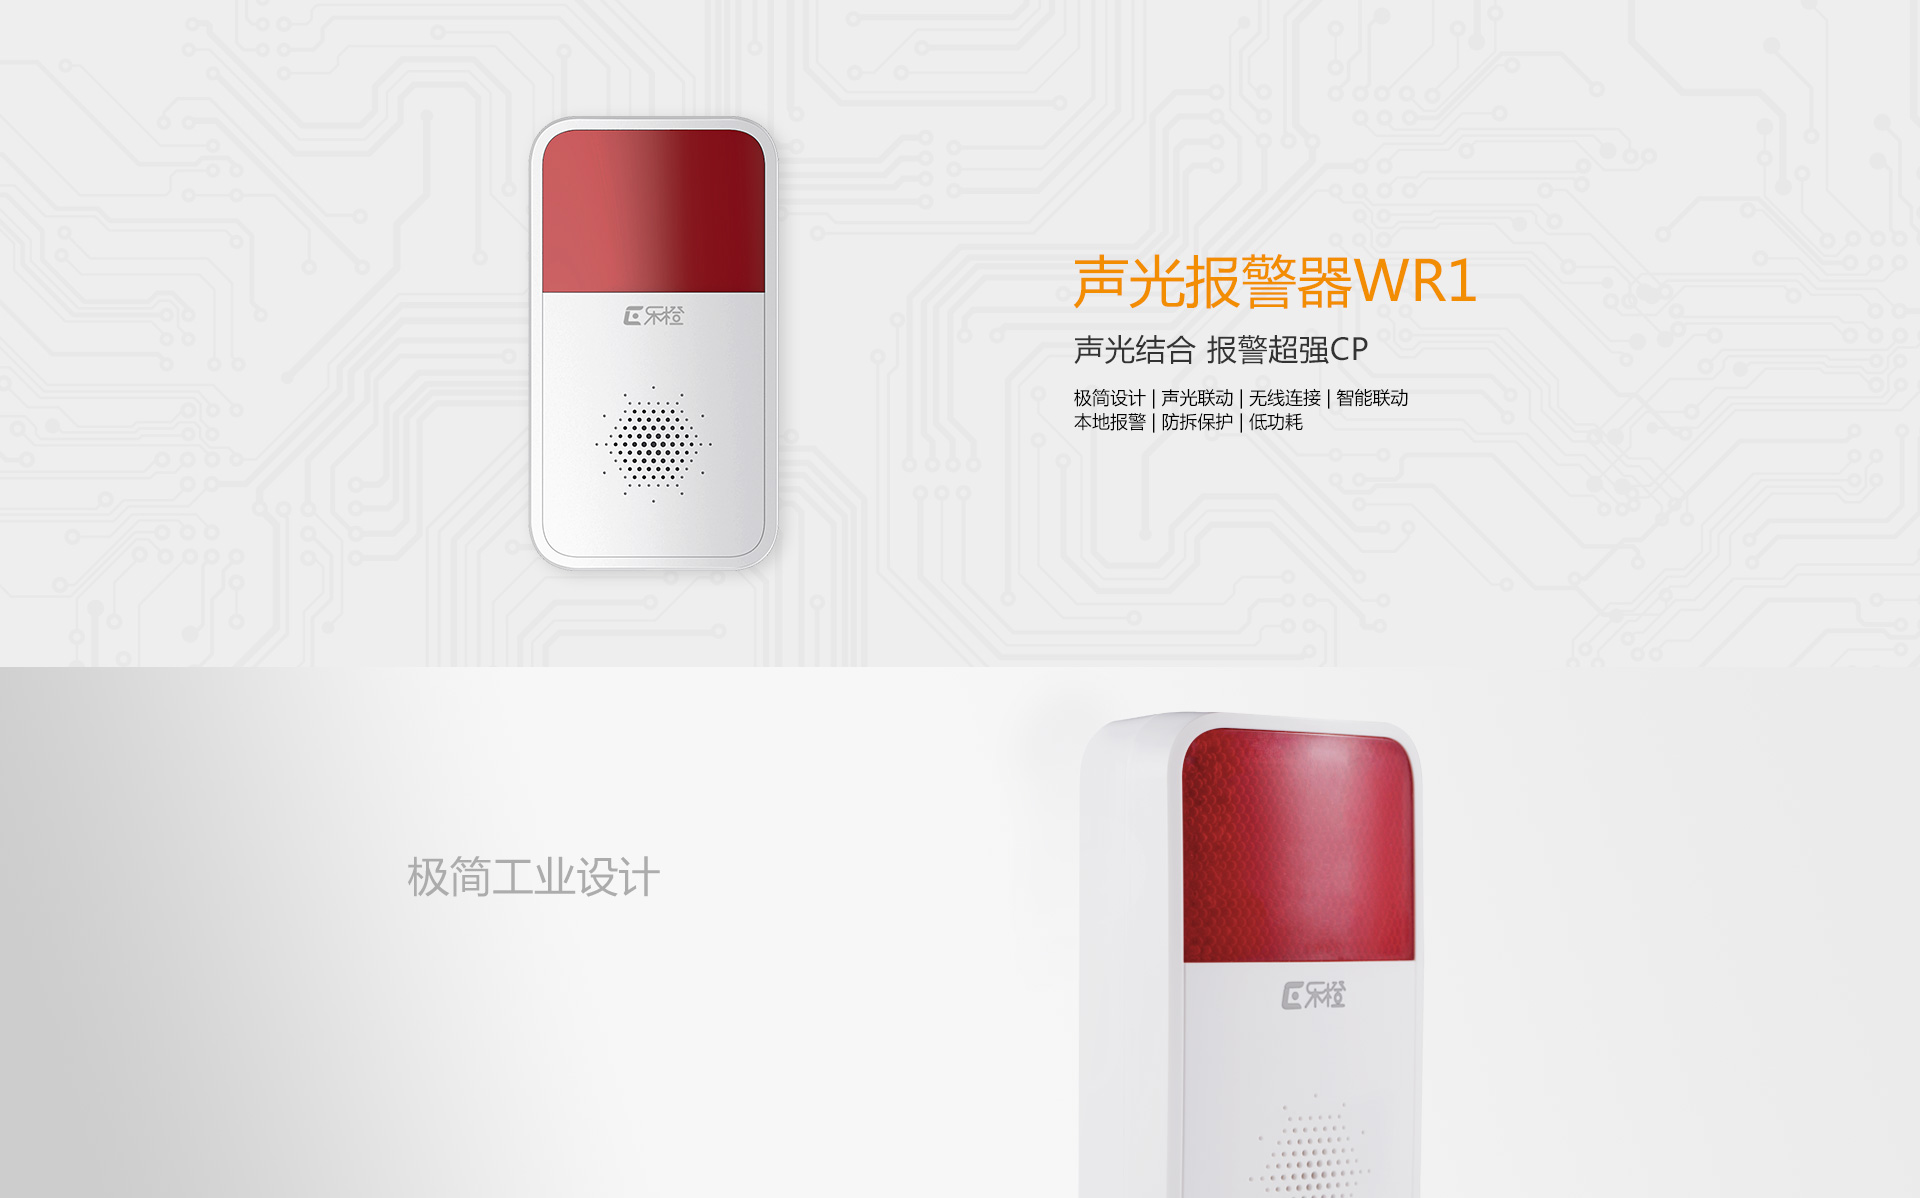 乐橙
声光报警器WR1
声光结合 报警超强CP
极简设计 | 声光联动 | 无线连接 | 智能联动
本地报警 | 防拆保护 | 低功耗
极简工业设计
乐橙